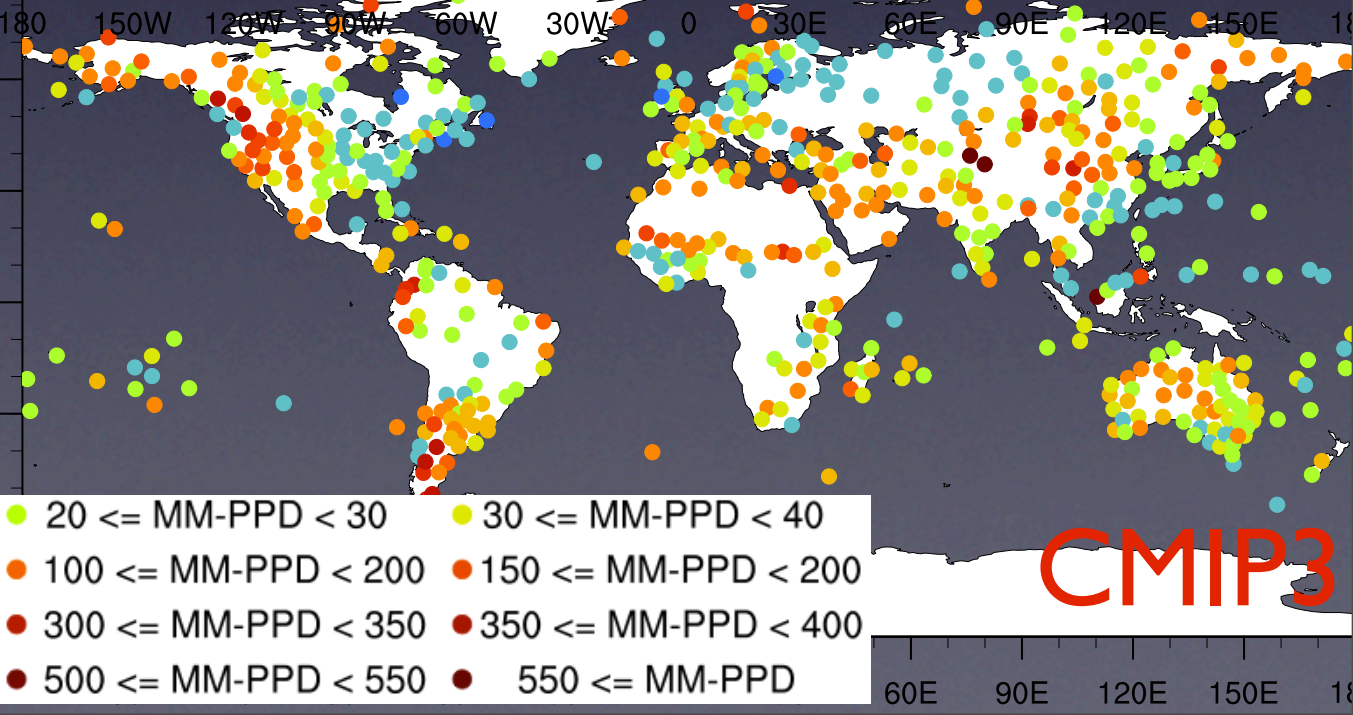 180 150W 120W 90W 60W 30W 0 30E 60E 90E 120E 150E 18
20 <= MM-PPD < 30 30 <= MM-PPD < 40
100 <= MM-PPD < 200 150 <= MM-PPD < 200
300 <= MM-PPD < 350 350 <= MM-PPD < 400
500 <= MM-PPD < 550 550 <= MM-PPD
CMIP3
60E 90E 120E 150E 18